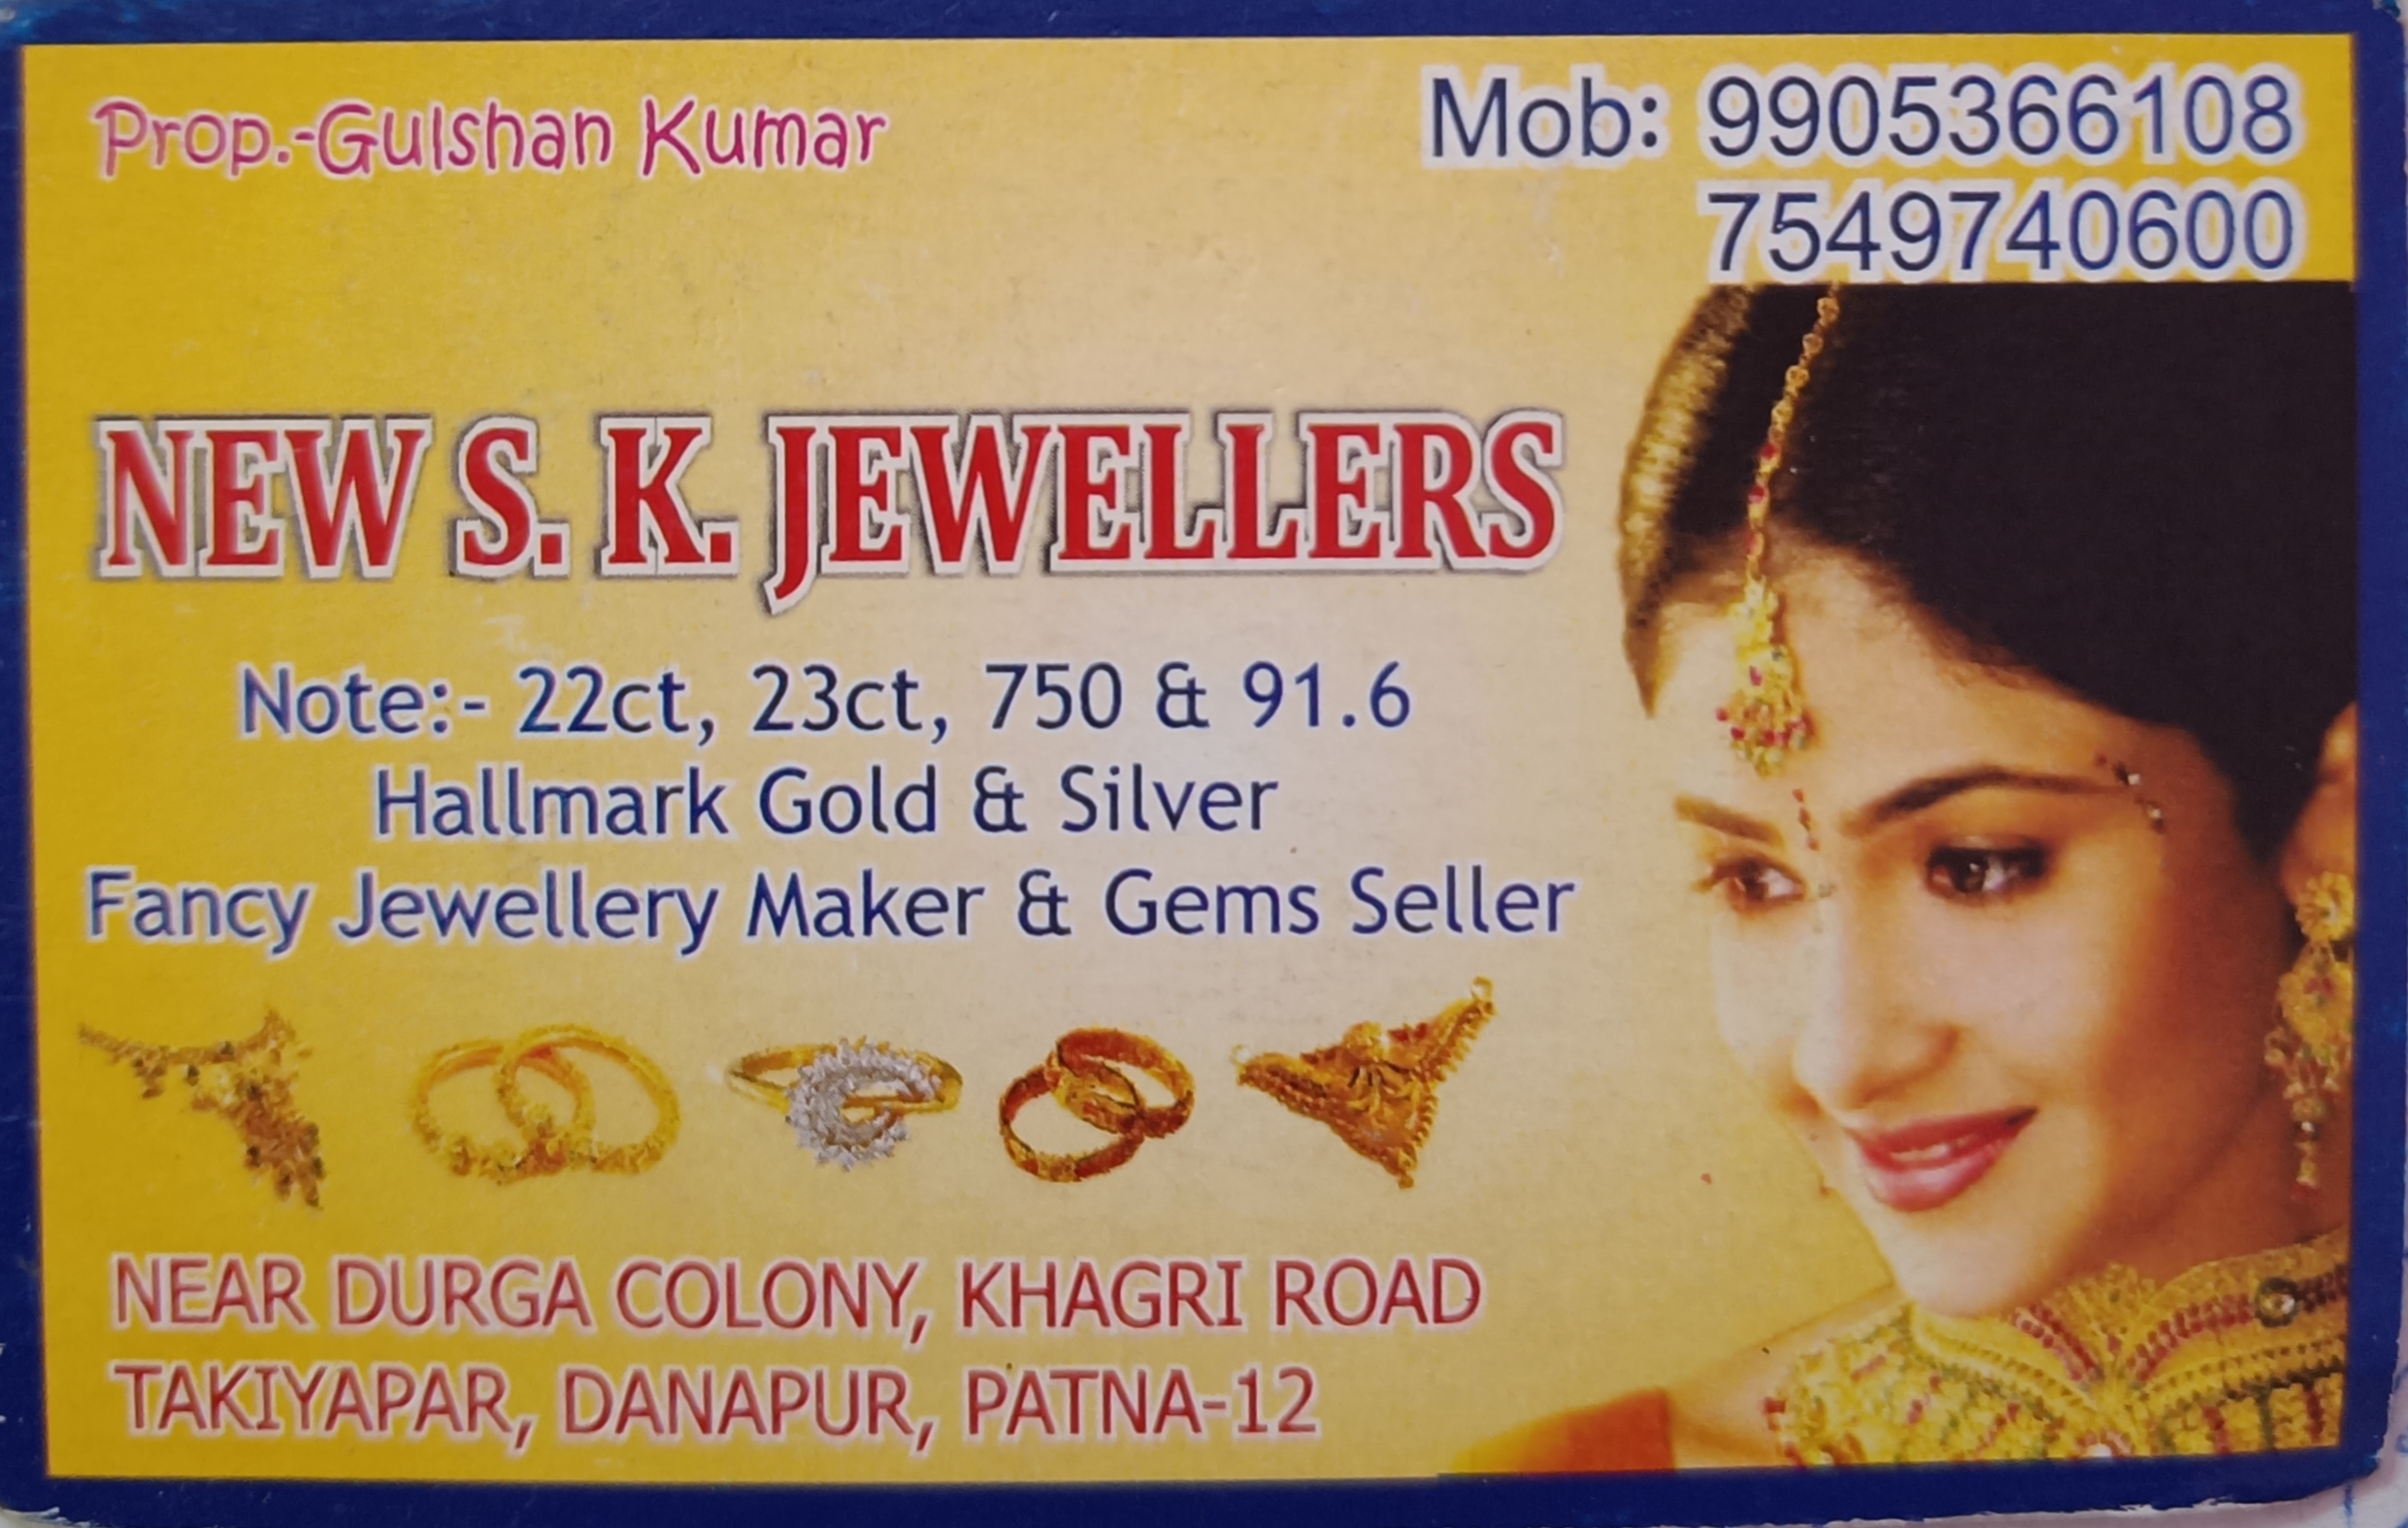 Prop.-Gulshan Kumar
Mob: 9905366108
7549740600
NEW S. K. JEWELLERS
Note:- 22ct, 23ct, 750 & 91.6
Hallmark Gold & Silver
Fancy Jewellery Maker & Gems Seller
NEAR DURGA COLONY, KHAGRI ROAD
TAKIYAPAR, DANAPUR, PATNA-12